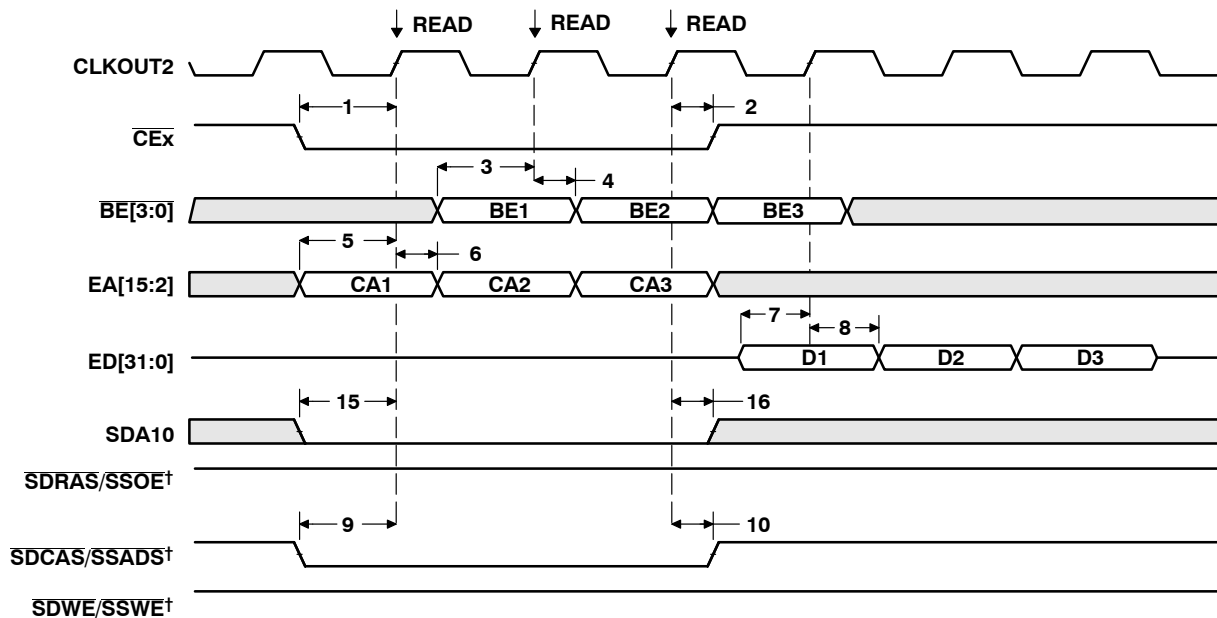 READ READ READ
CLKOUT2
1 2
CEx
3 4
BE[3:0] BE1 BE2 BE3
5 6
EA[15:2] CA1 CA2 CA3
7 8
ED[31:0] D1 D2 D3
15 16
SDA10
SDRAS/SSOE†
9 10
SDCAS/SSADS†
SDWE/SSWE†